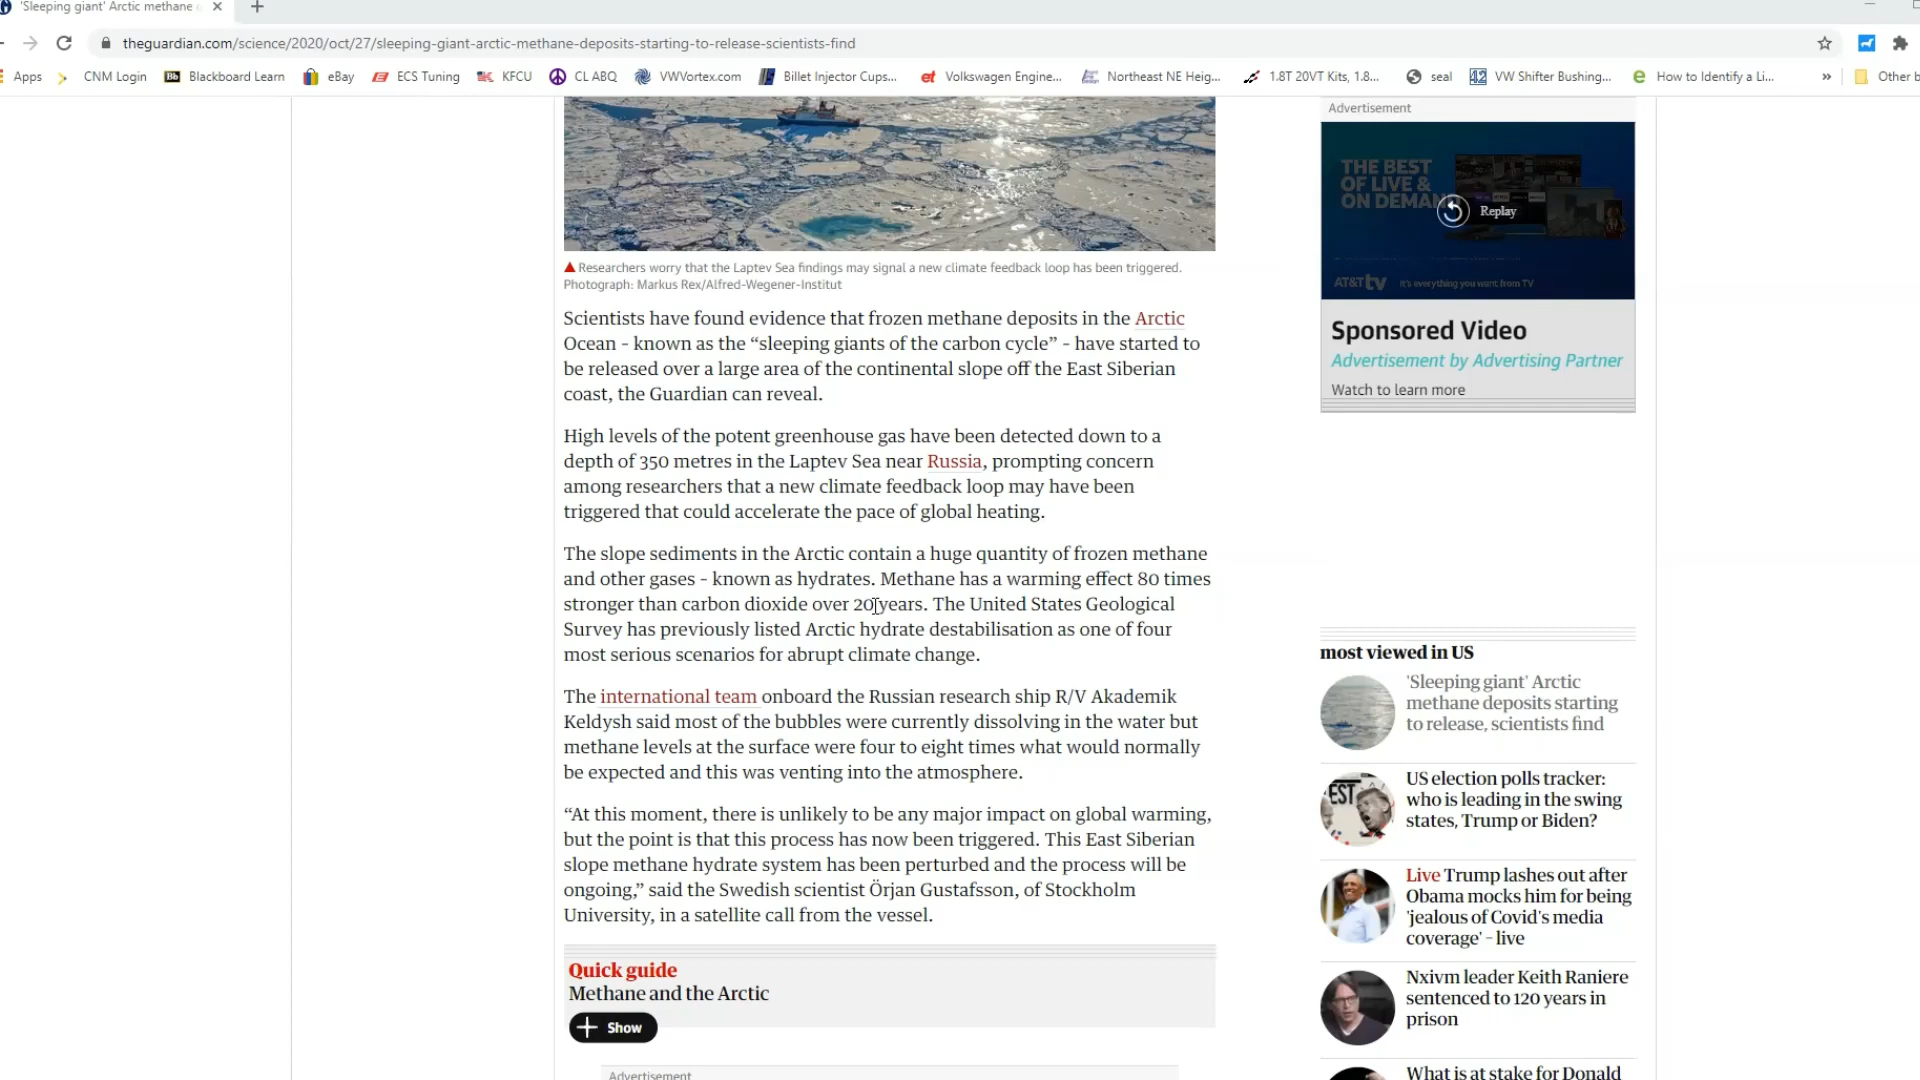 'Sleeping giant' Arctic methane
theguardian.com/science/2020/oct/27/sleeping-giant-arctic-methane-deposits-starting-to-release-scientists-find
Apps
CNM Login
Bb
Blackboard Learn
eBay
ECS Tuning
KFCU
CL ABQ
VWVortex.com
Billet Injector Cups...
et
Volkswagen Engine...
Northeast NE Heig...
1.8T 20VT Kits, 1.8...
seal
42
VW Shifter Bushing...
e
How to Identify a Li...
»
Other b
Researchers worry that the Laptev Sea findings may signal a new climate feedback loop has been triggered.
Photograph: Markus Rex/Alfred-Wegener-Institut
Scientists have found evidence that frozen methane deposits in the Arctic
Ocean - known as the “sleeping giants of the carbon cycle” - have started to
be released over a large area of the continental slope off the East Siberian
coast, the Guardian can reveal.
High levels of the potent greenhouse gas have been detected down to a
depth of 350 metres in the Laptev Sea near Russia, prompting concern
among researchers that a new climate feedback loop may have been
triggered that could accelerate the pace of global heating.
The slope sediments in the Arctic contain a huge quantity of frozen methane
and other gases - known as hydrates. Methane has a warming effect 80 times
stronger than carbon dioxide over 20 years. The United States Geological
Survey has previously listed Arctic hydrate destabilisation as one of four
most serious scenarios for abrupt climate change.
The international team onboard the Russian research ship R/V Akademik
Keldysh said most of the bubbles were currently dissolving in the water but
methane levels at the surface were four to eight times what would normally
be expected and this was venting into the atmosphere.
“At this moment, there is unlikely to be any major impact on global warming,
but the point is that this process has now been triggered. This East Siberian
slope methane hydrate system has been perturbed and the process will be
ongoing,” said the Swedish scientist Örjan Gustafsson, of Stockholm
University, in a satellite call from the vessel.
Quick guide
Methane and the Arctic
Show
Advertisement
Advertisement
THE BEST
OF LIVE &
ON DEMAN
Replay
AT&T tv
It's everything you want from TV
Sponsored Video
Advertisement by Advertising Partner
Watch to learn more
most viewed in US
'Sleeping giant' Arctic
methane deposits starting
to release, scientists find
EST
US election polls tracker:
who is leading in the swing
states, Trump or Biden?
Live Trump lashes out after
Obama mocks him for being
'jealous of Covid's media
coverage' – live
Nxivm leader Keith Raniere
sentenced to 120 years in
prison
What is at stake for Donald